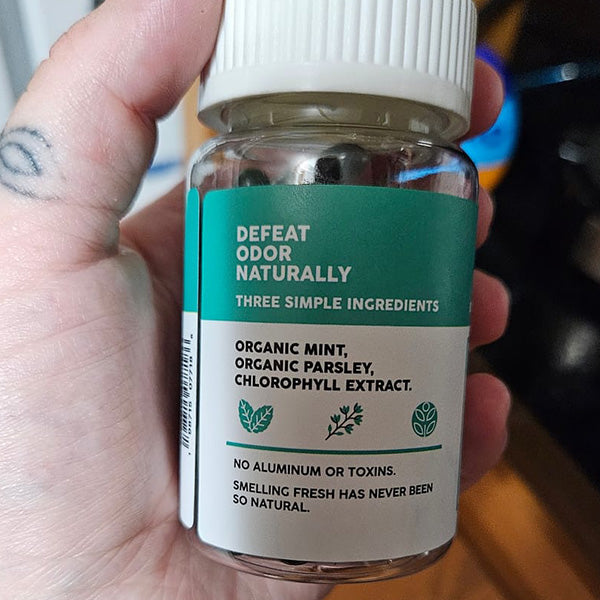 DEFEAT
ODOR
NATURALLY
THREE SIMPLE INGREDIENTS
ORGANIC MINT,
ORGANIC PARSLEY,
CHLOROPHYLL EXTRACT.
NO ALUMINUM OR TOXINS.
SMELLING FRESH HAS NEVER BEEN
SO NATURAL.